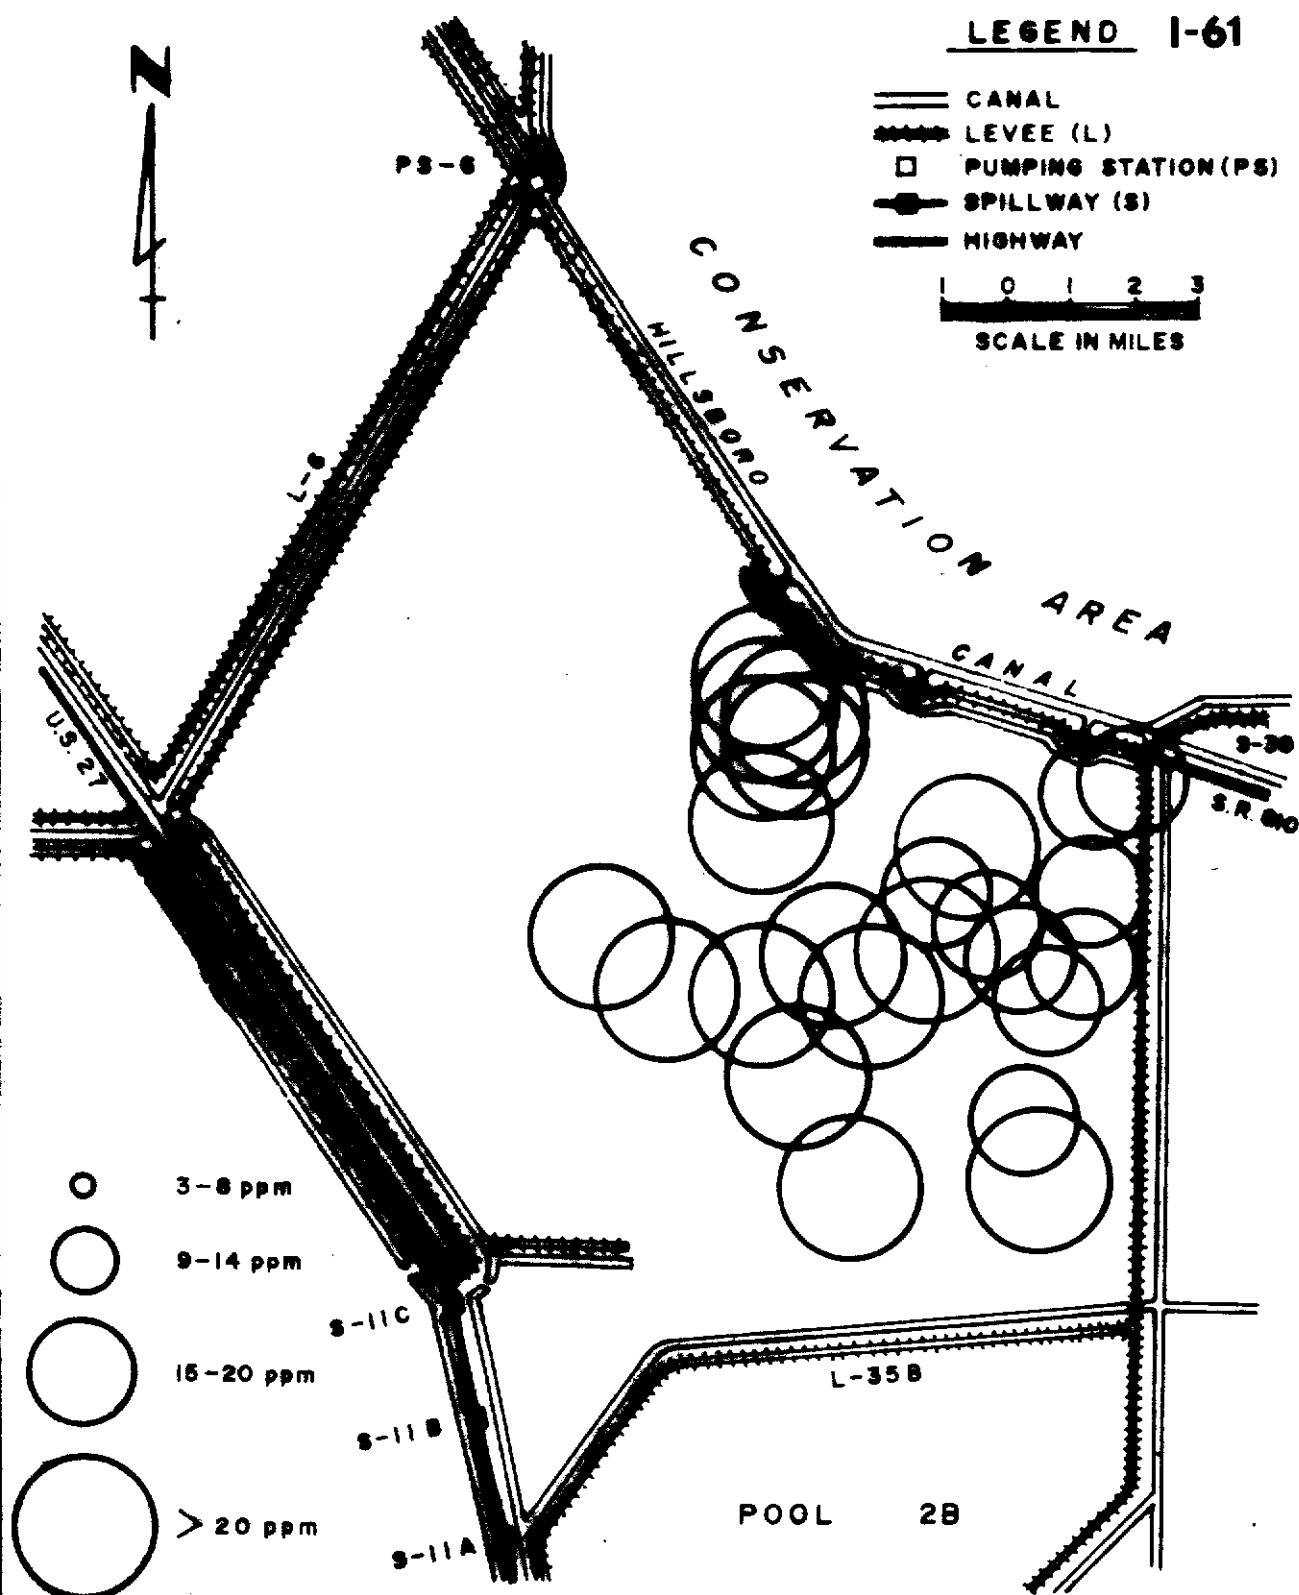 LEGEND I-61
N
CANAL
LEVEE (L)
PUMPING STATION (PS)
SPILLWAY (S)
HIGHWAY
1 0 1 2 3
SCALE IN MILES
PS-6
CONSERVATION AREA
HILLSBORO CANAL
L-6
U.S. 27
S-39
S.R. 810
3-8 ppm
9-14 ppm
15-20 ppm
> 20 ppm
S-11C
S-11B
S-11A
L-35B
POOL 2B